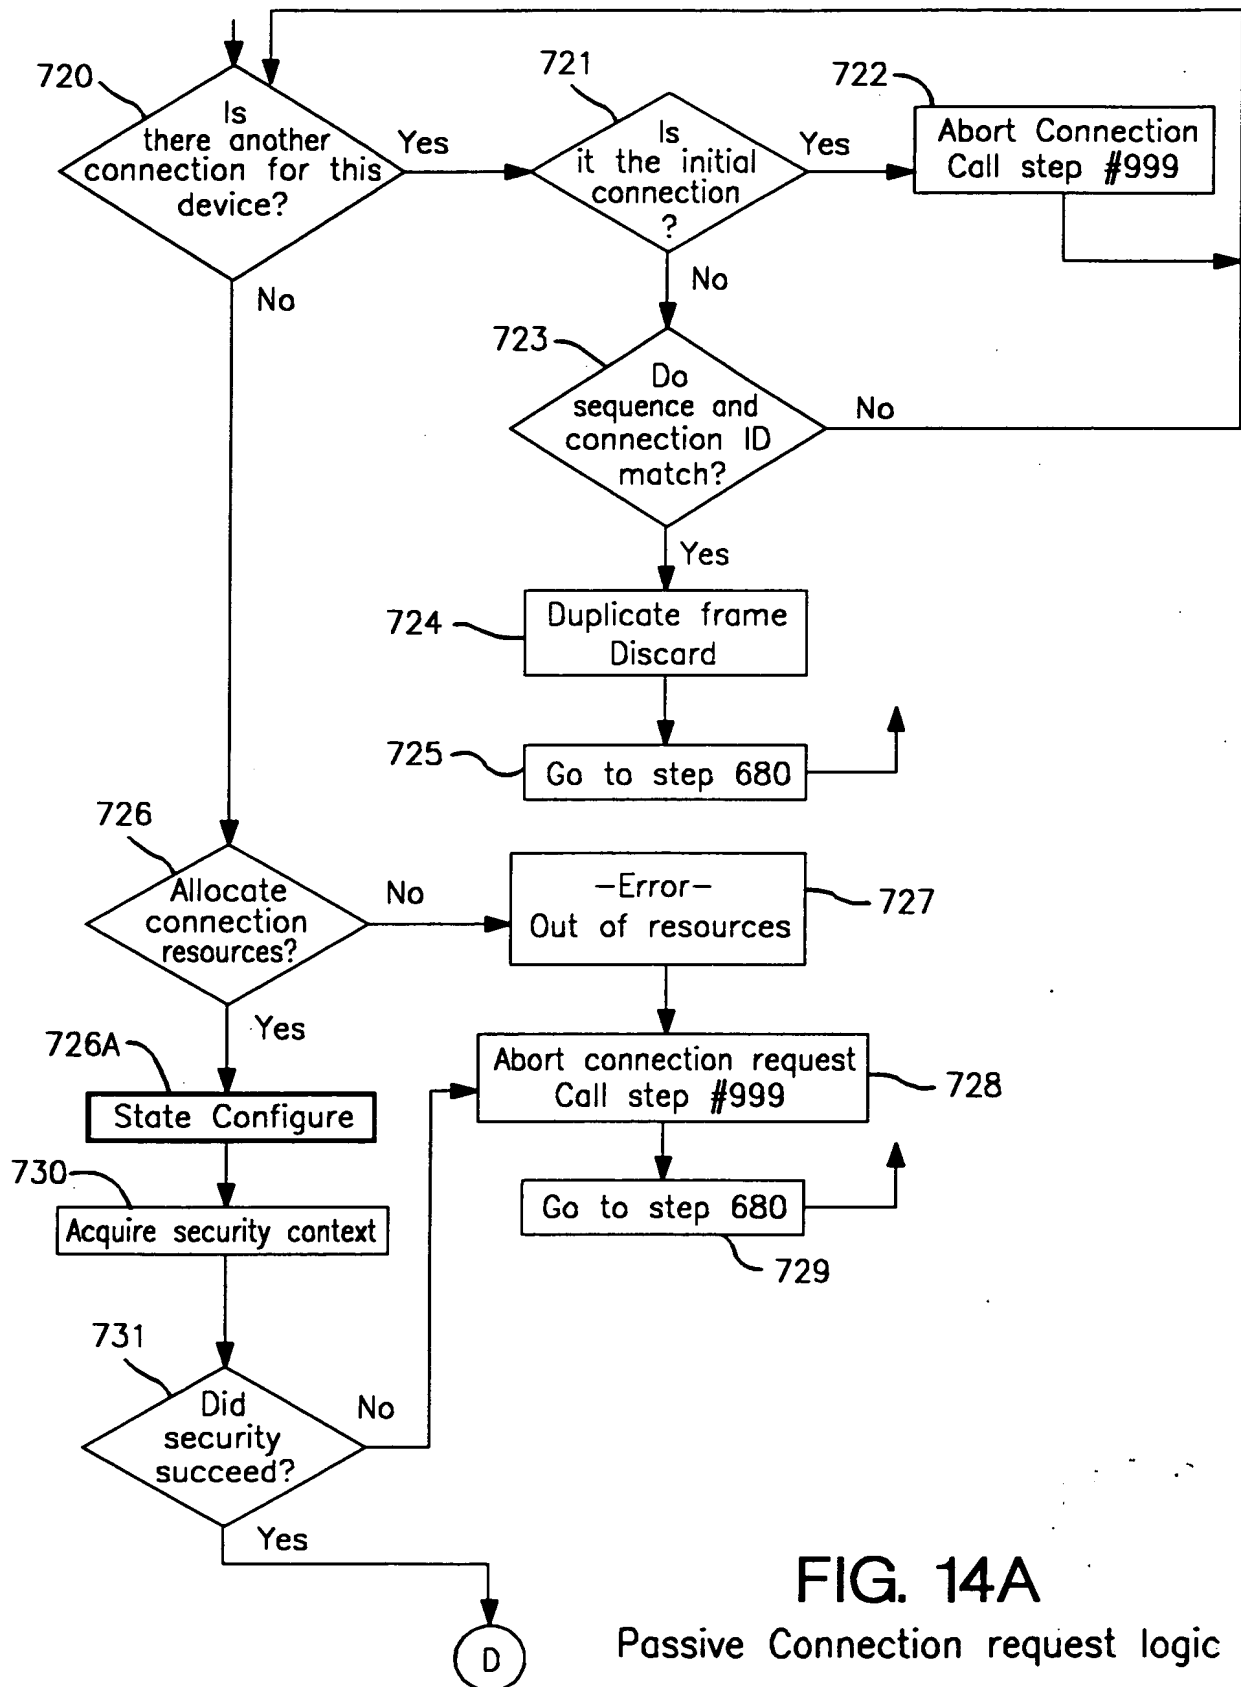 720
Is
there another
connection for this
device?
Yes
No
721
Is
it the initial
connection
?
Yes
No
722
Abort Connection
Call step #999
723
Do
sequence and
connection ID
match?
No
Yes
724
Duplicate frame
Discard
725
Go to step 680
726
Allocate
connection
resources?
No
Yes
-Error-
Out of resources
727
726A
State Configure
Abort connection request
Call step #999
728
730
Acquire security context
Go to step 680
729
731
Did
security
succeed?
No
Yes
D
FIG. 14A
Passive Connection request logic